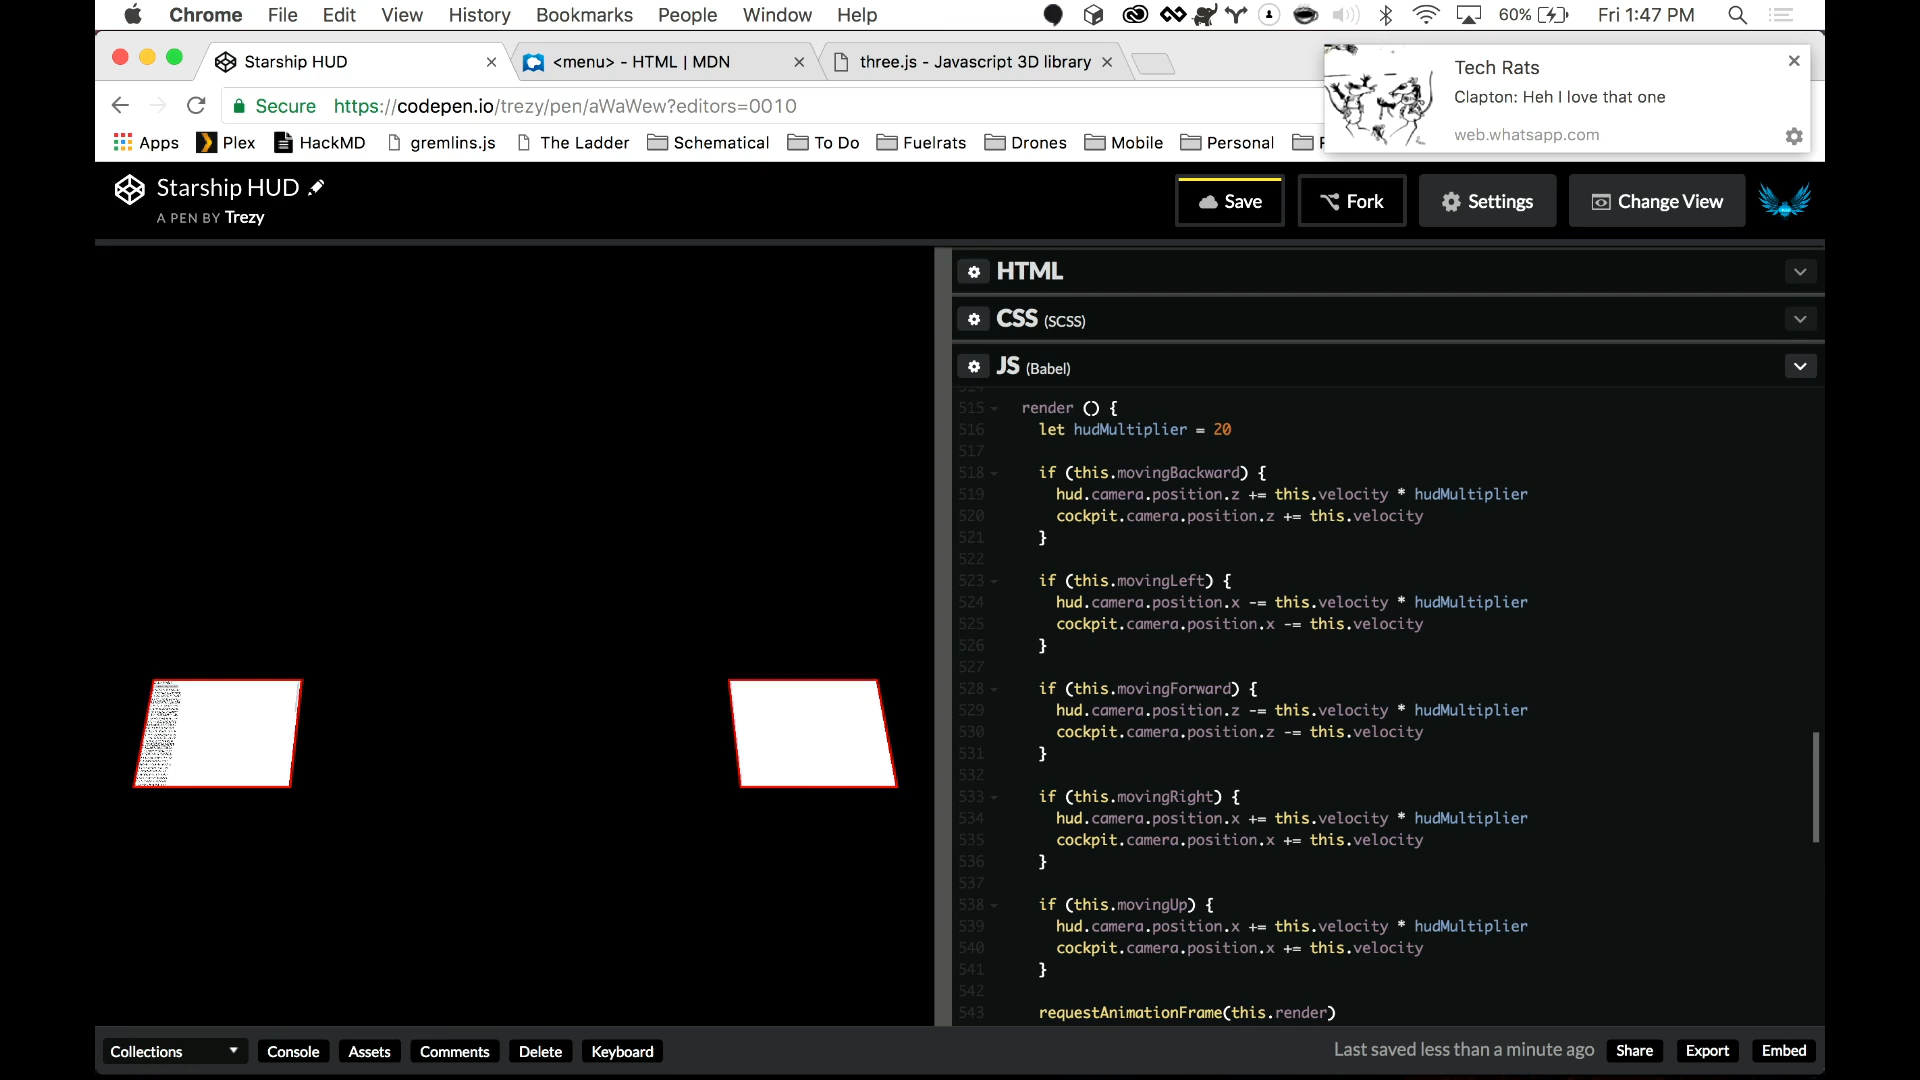 Chrome File Edit View History Bookmarks People Window Help 60% Fri 1:47 PM
Starship HUD <menu> - HTML | MDN three.js - Javascript 3D library
Tech Rats
Clapton: Heh I love that one
web.whatsapp.com
Secure https://codepen.io/trezy/pen/aWaWew?editors=0010
Apps Plex HackMD gremlins.js The Ladder Schematical To Do Fuelrats Drones Mobile Personal
Starship HUD
A PEN BY Trezy
Save Fork Settings Change View
HTML
CSS (SCSS)
JS (Babel)
514
515 render () {
516 let hudMultiplier = 20
517
518 if (this.movingBackward) {
519 hud.camera.position.z += this.velocity * hudMultiplier
520 cockpit.camera.position.z += this.velocity
521 }
522
523 if (this.movingLeft) {
524 hud.camera.position.x -= this.velocity * hudMultiplier
525 cockpit.camera.position.x -= this.velocity
526 }
527
528 if (this.movingForward) {
529 hud.camera.position.z -= this.velocity * hudMultiplier
530 cockpit.camera.position.z -= this.velocity
531 }
532
533 if (this.movingRight) {
534 hud.camera.position.x += this.velocity * hudMultiplier
535 cockpit.camera.position.x += this.velocity
536 }
537
538 if (this.movingUp) {
539 hud.camera.position.x += this.velocity * hudMultiplier
540 cockpit.camera.position.x += this.velocity
541 }
542
543 requestAnimationFrame(this.render)
Collections Console Assets Comments Delete Keyboard Last saved less than a minute ago Share Export Embed